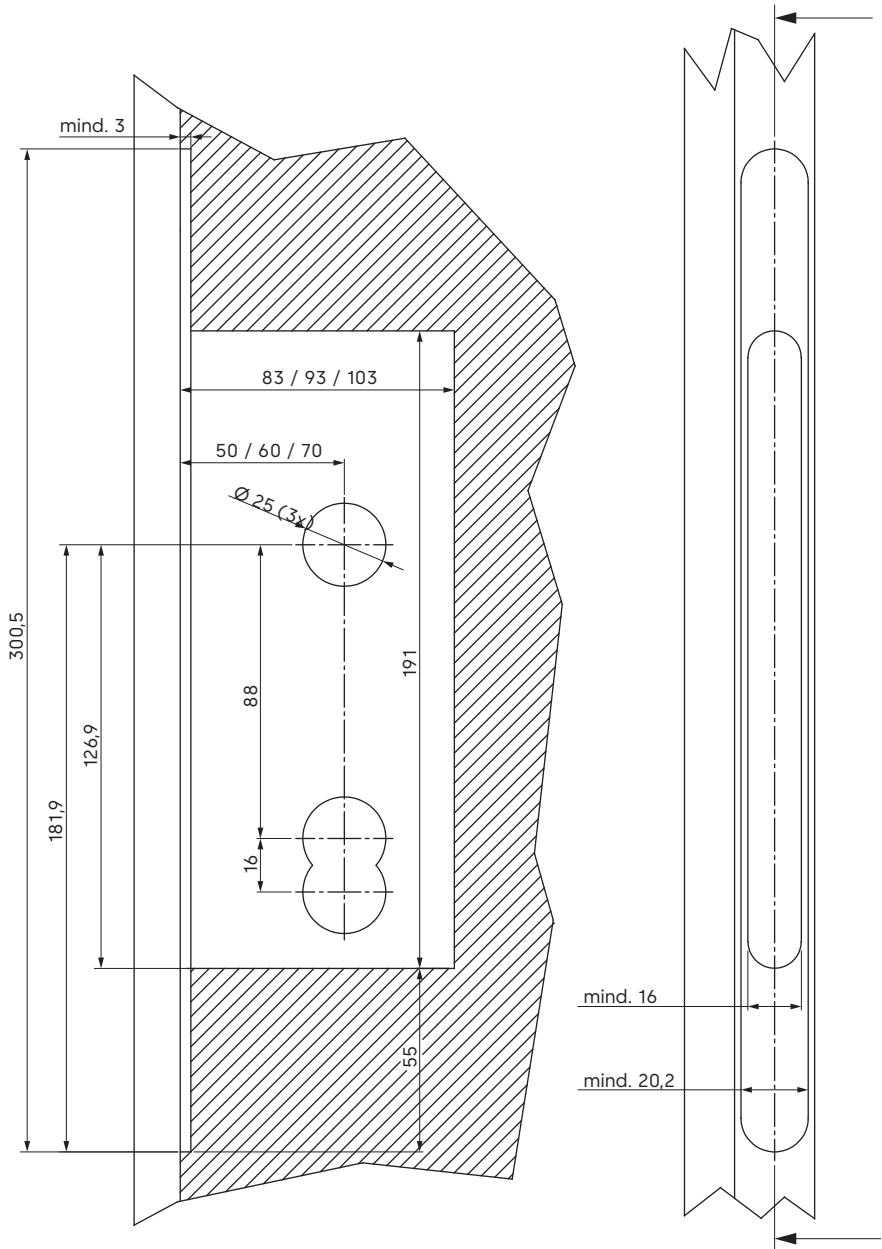 mind. 3
83 / 93 / 103
50 / 60 / 70
Ø 25 (3x)
300,5
181,9
126,9
88
191
16
55
mind. 16
mind. 20,2